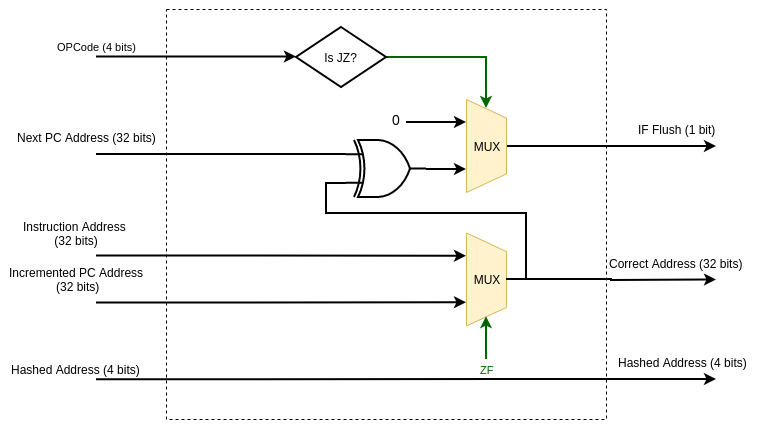 OPCode (4 bits)
Is JZ?
0
Next PC Address (32 bits)
MUX
IF Flush (1 bit)
Instruction Address
(32 bits)
Incremented PC Address
(32 bits)
MUX
Correct Address (32 bits)
ZF
Hashed Address (4 bits)
Hashed Address (4 bits)